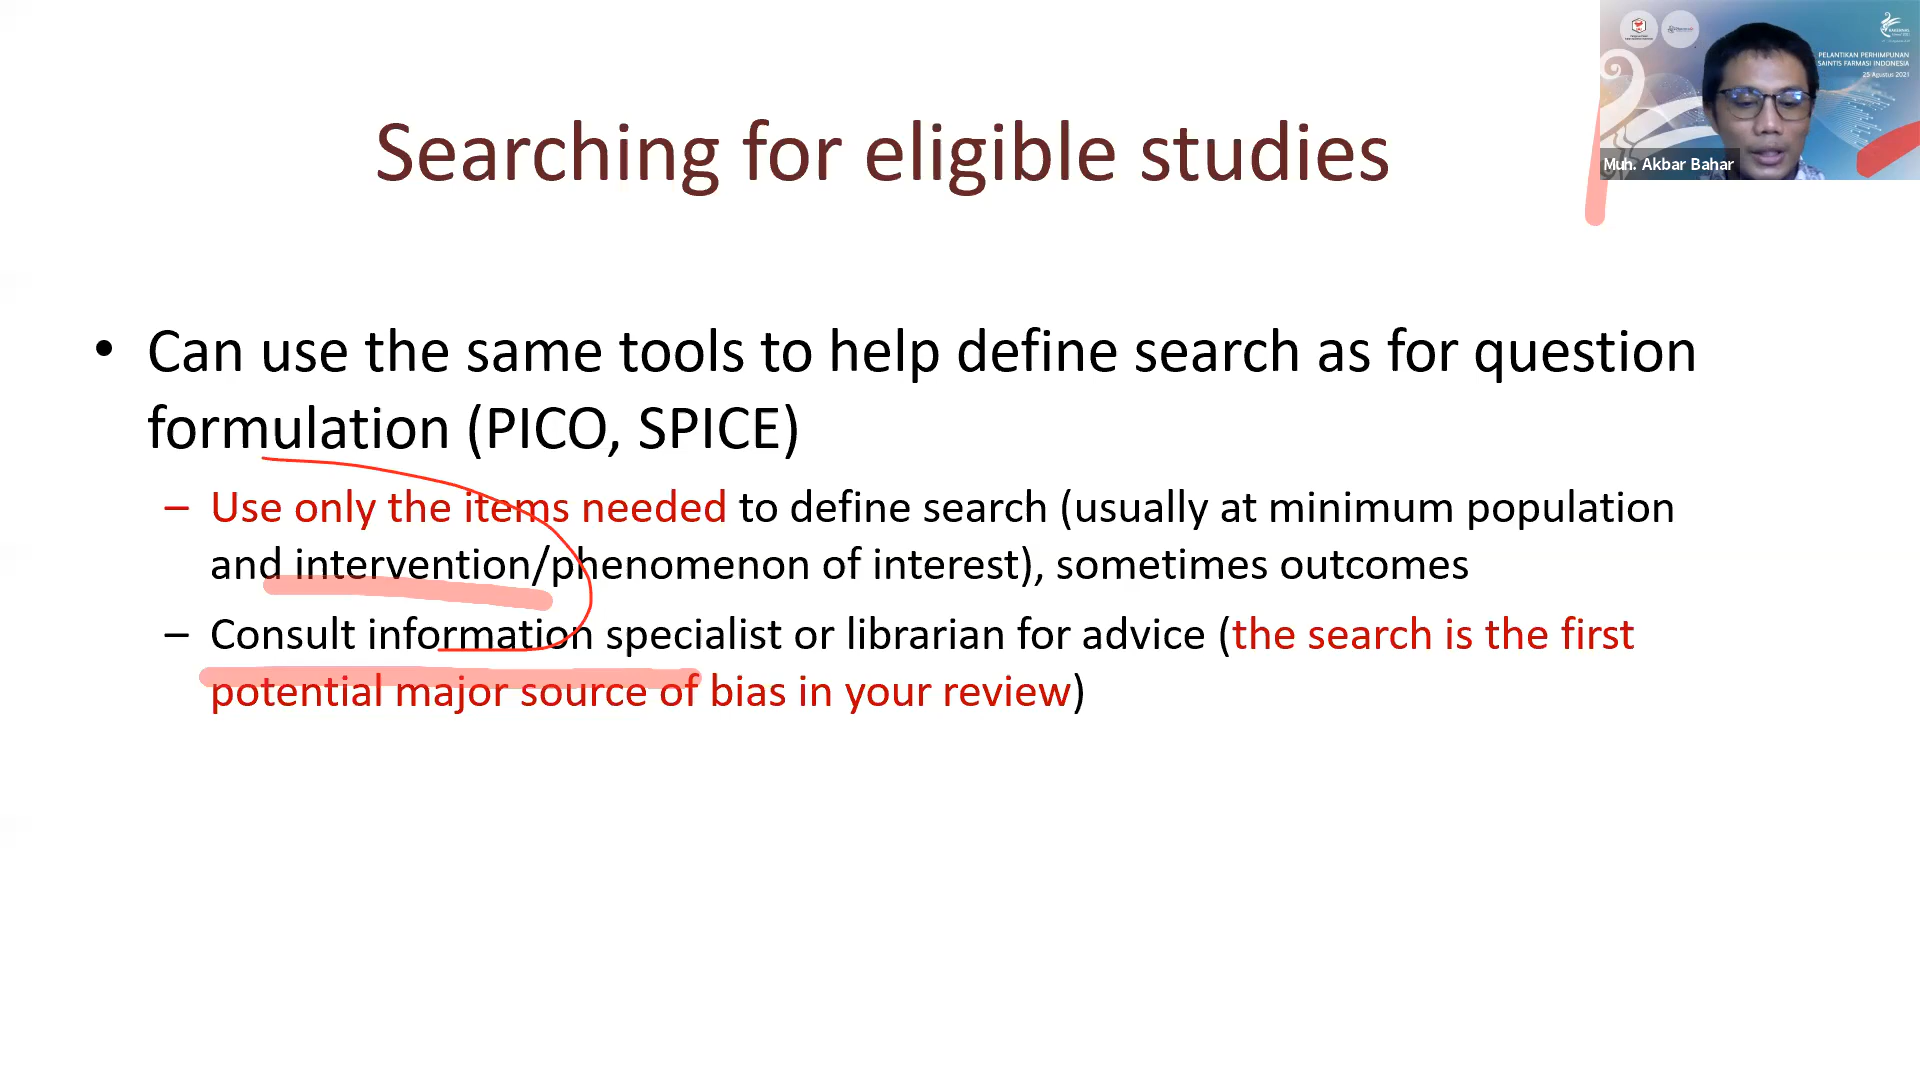 PELANTIKAN PERHIMPUNAN
SAINTIS FARMASI INDONESIA
25 Agustus 2021
Muh. Akbar Bahar
Searching for eligible studies
• Can use the same tools to help define search as for question
formulation (PICO, SPICE)
– Use only the items needed to define search (usually at minimum population
and intervention/phenomenon of interest), sometimes outcomes
– Consult information specialist or librarian for advice (the search is the first
potential major source of bias in your review)